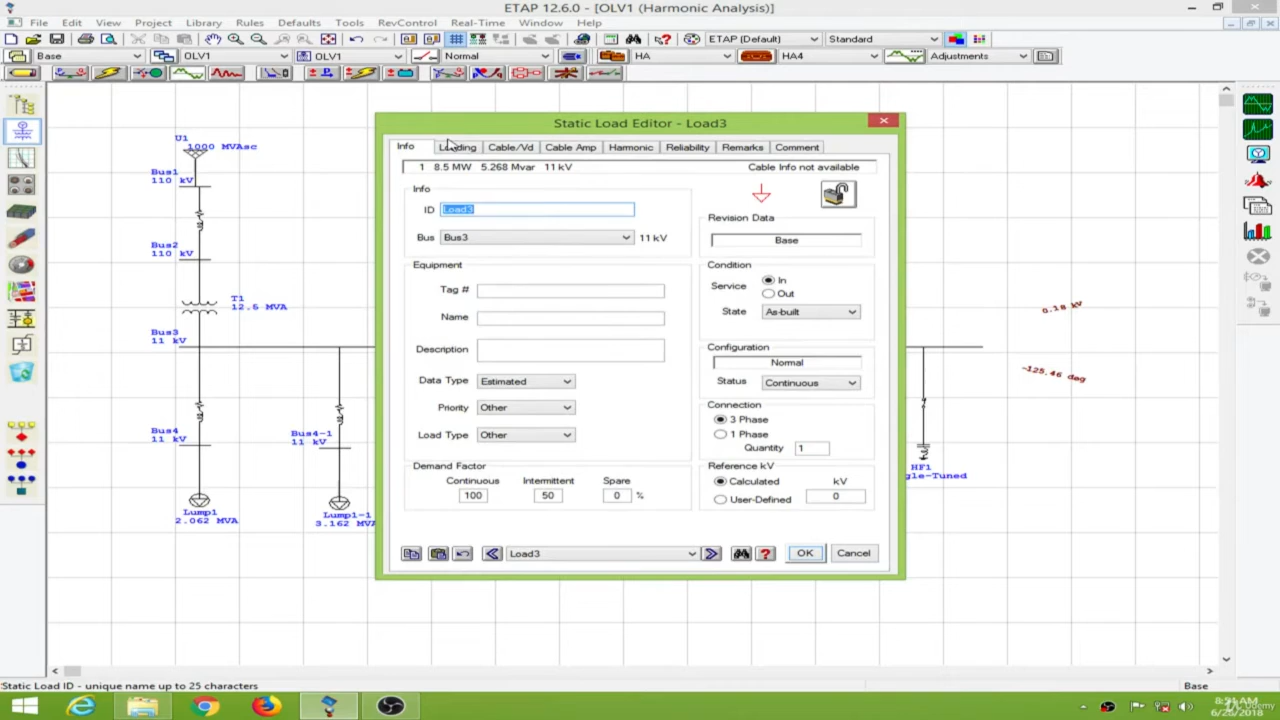 ETAP 12.6.0 - [OLV1 (Harmonic Analysis)]
File Edit View Project Library Rules Defaults Tools RevControl Real-Time Window Help
ETAP (Default) Standard
Base OLV1 OLV1 Normal HA HA4 Adjustments
Static Load Editor - Load3
Info Loading Cable/Vd Cable Amp Harmonic Reliability Remarks Comment
1 8.5 MW 5.268 Mvar 11 kV Cable Info not available
Info
ID Load3
Bus Bus3 11 kV
Revision Data
Base
Equipment
Tag #
Name
Description
Data Type Estimated
Priority Other
Load Type Other
Condition
Service In
Out
State As-built
Configuration
Normal
Status Continuous
Connection
3 Phase
1 Phase
Quantity 1
Demand Factor
Continuous Intermittent Spare
100 50 0 %
Reference kV
Calculated kV
User-Defined 0
Load3 OK Cancel
U1
1000 MVAsc
Bus1
110 kV
Bus2
110 kV
T1
12.5 MVA
Bus3
11 kV
Bus4
11 kV
Bus4-1
11 kV
Lump1
2.062 MVA
Lump1-1
3.162 MVA
0.18 kV
-125.46 deg
HF1
gle-Tuned
Static Load ID - unique name up to 25 characters
Base